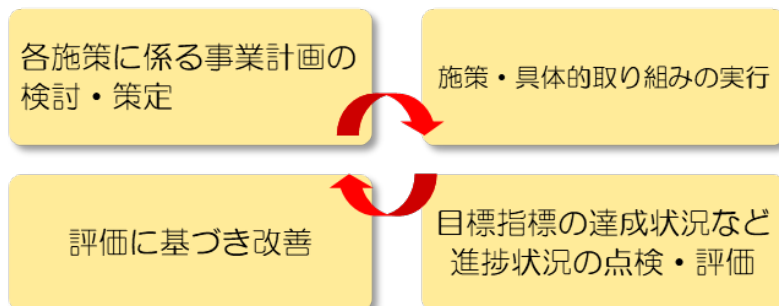 各施策に係る事業計画の
検討・策定
施策・具体的取り組みの実行
評価に基づき改善
目標指標の達成状況など
進捗状況の点検・評価